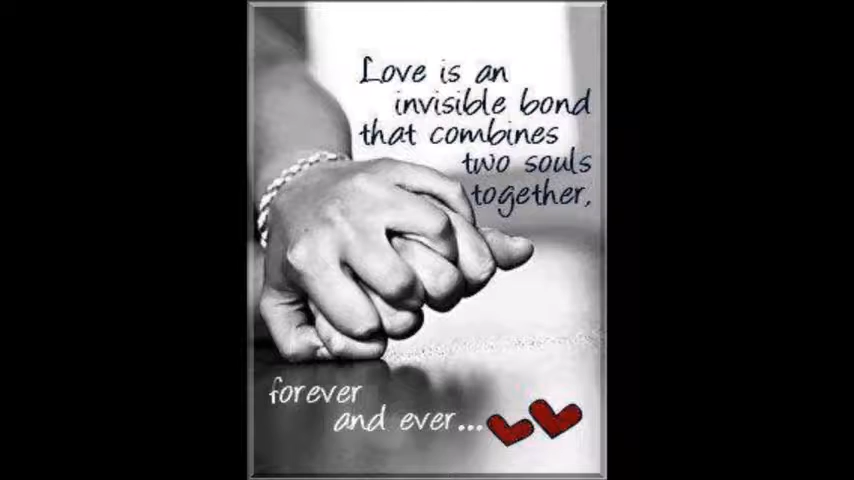 Love is an
invisible bond
that combines
two souls
together,
forever
and ever...